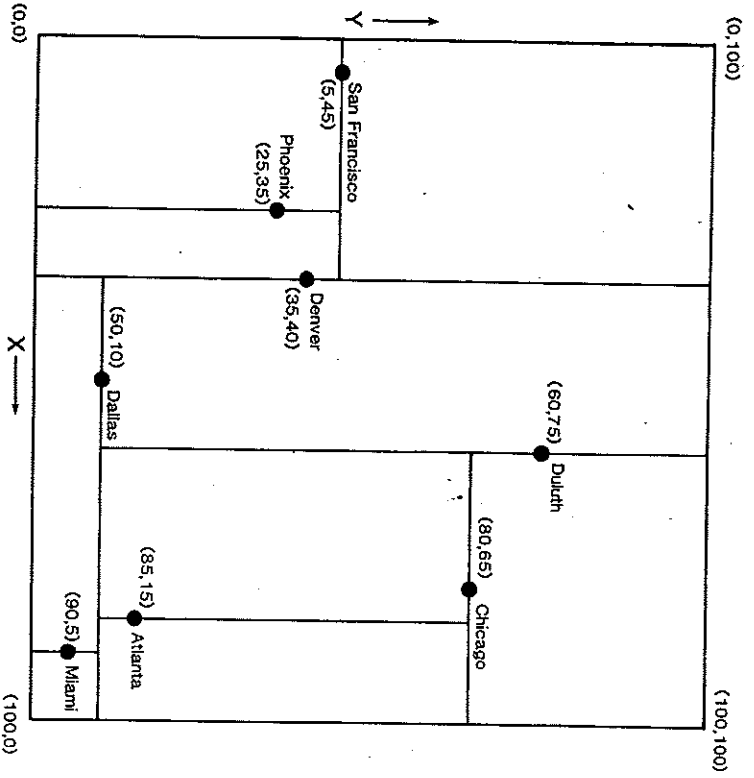 (0,100)
(100,100)
(60,75) Duluth
(80,65) Chicago
Y
San Francisco
(5,45)
Denver
(35,40)
Phoenix
(25,35)
(85,15) Atlanta
(50,10) Dallas
(90,5) Miami
(0,0)
X
(100,0)